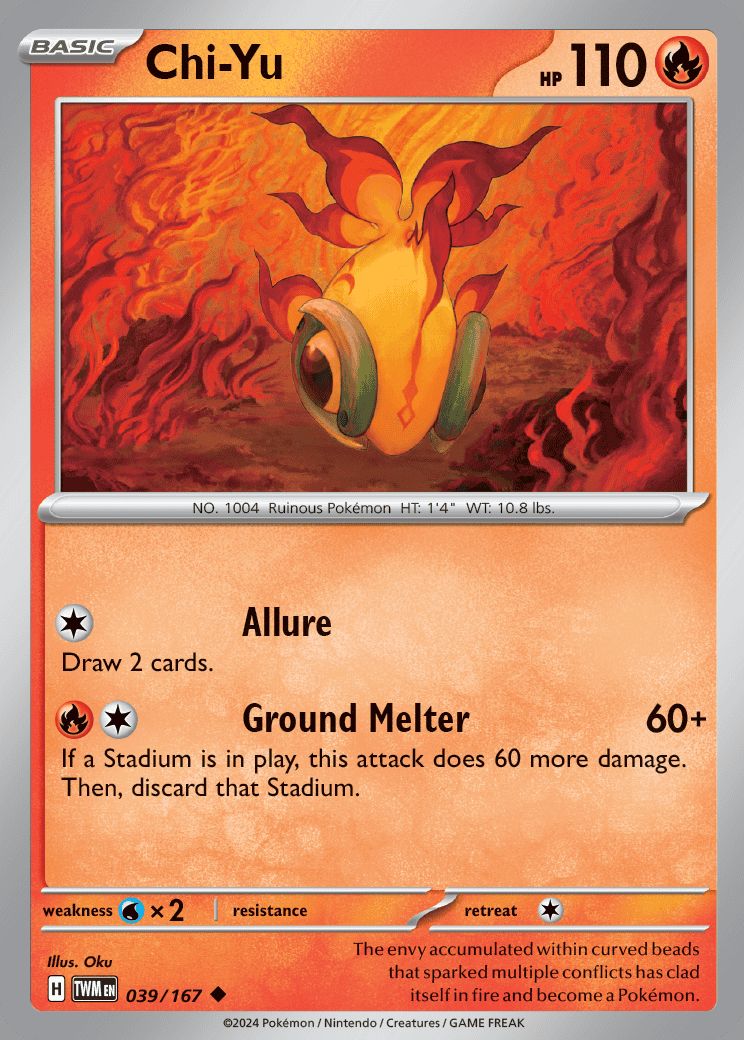 BASIC
Chi-Yu
HP 110
NO. 1004 Ruinous Pokémon HT: 1'4" WT: 10.8 lbs.
Allure
Draw 2 cards.
Ground Melter 60+
If a Stadium is in play, this attack does 60 more damage.
Then, discard that Stadium.
weakness ×2 resistance retreat
Illus. Oku
H TWM EN 039/167
The envy accumulated within curved beads
that sparked multiple conflicts has clad
itself in fire and become a Pokémon.
©2024 Pokémon / Nintendo / Creatures / GAME FREAK